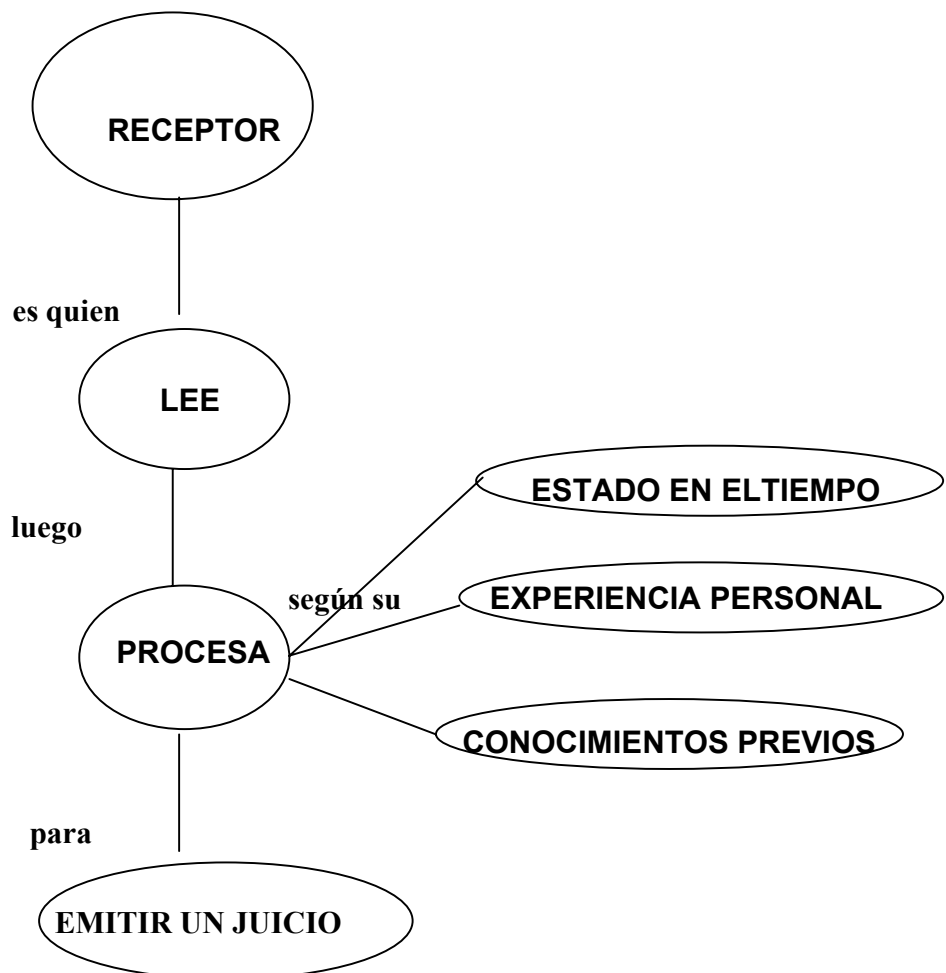 RECEPTOR
es quien
LEE
luego
ESTADO EN ELTIEMPO
según su
EXPERIENCIA PERSONAL
PROCESA
CONOCIMIENTOS PREVIOS
para
EMITIR UN JUICIO